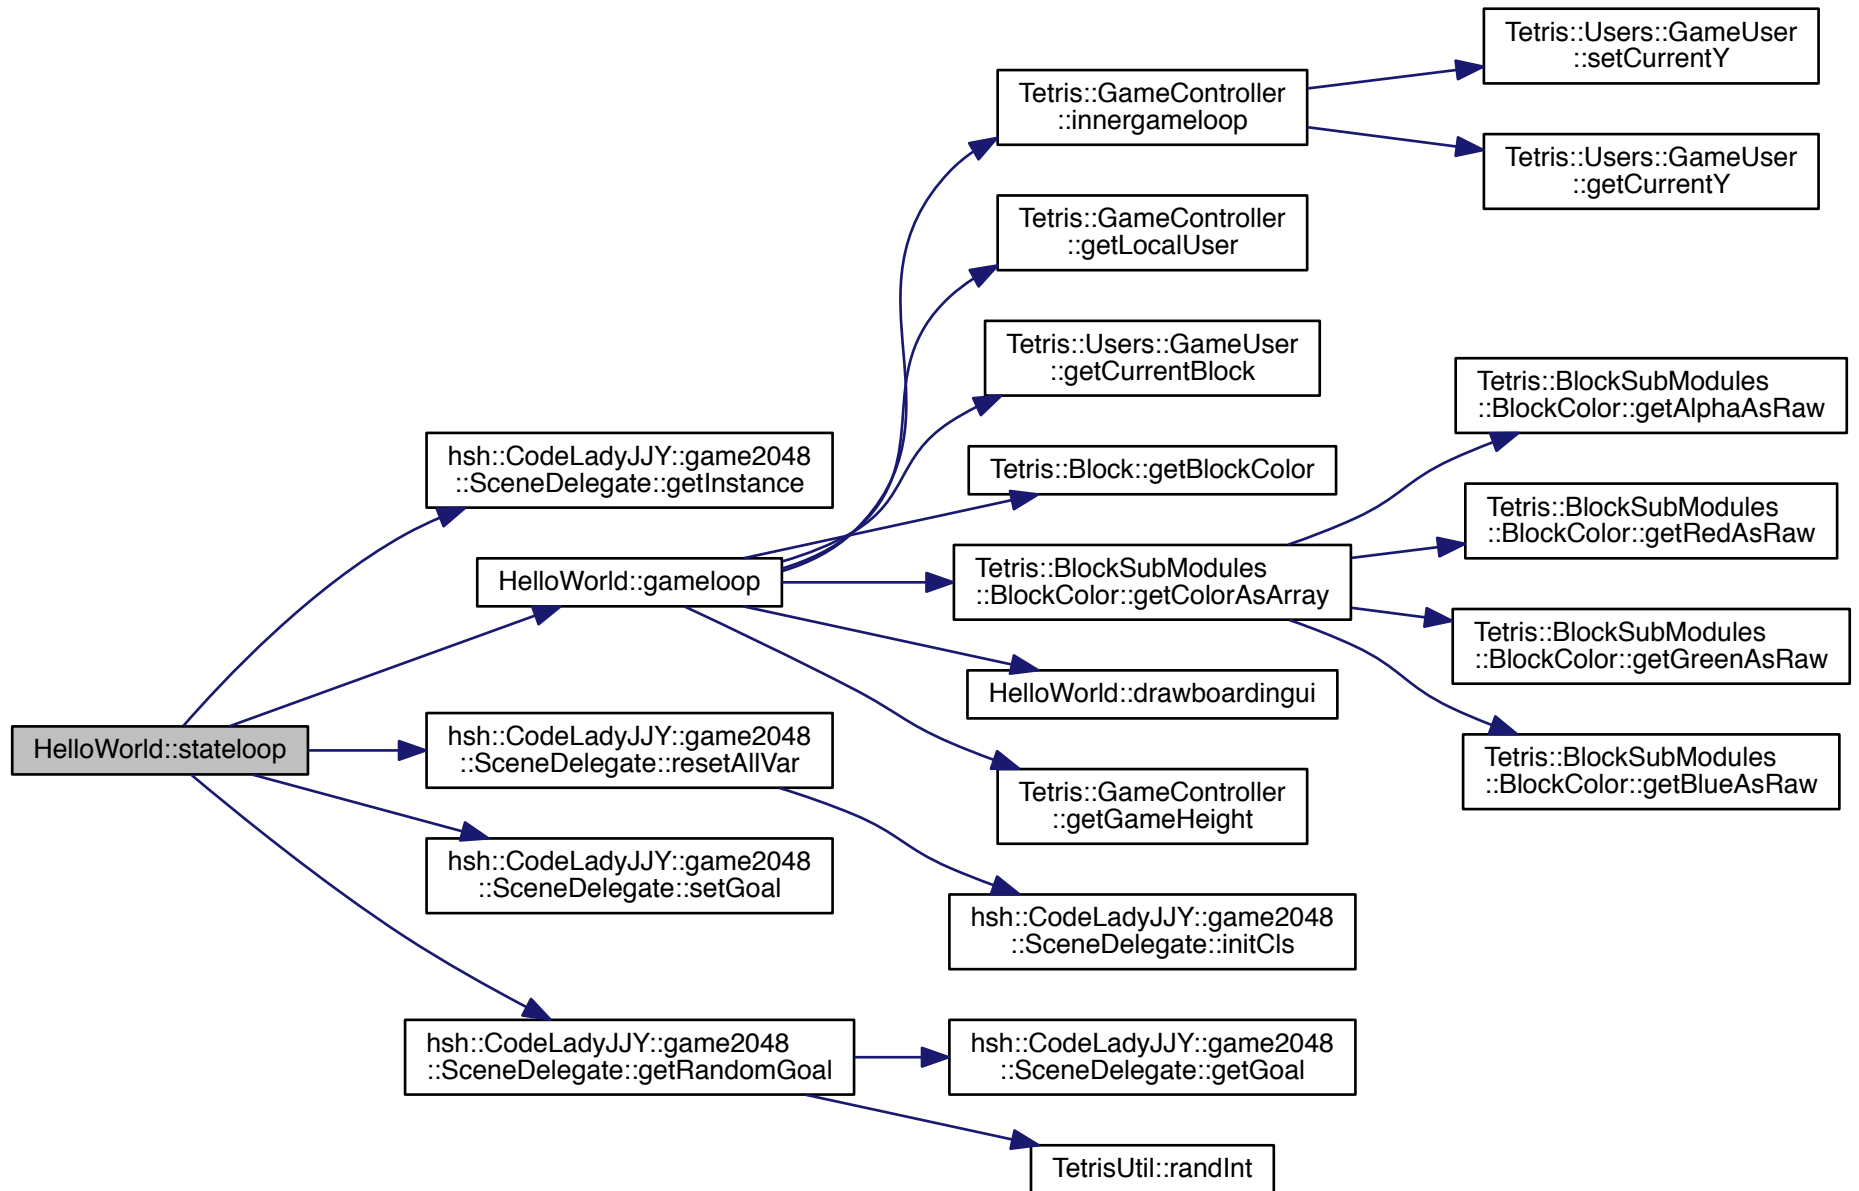 Tetris::Users::GameUser
::setCurrentY
Tetris::GameController
::innergameloop
Tetris::Users::GameUser
::getCurrentY
Tetris::GameController
::getLocalUser
Tetris::Users::GameUser
::getCurrentBlock
Tetris::BlockSubModules
::BlockColor::getAlphaAsRaw
hsh::CodeLadyJJY::game2048
::SceneDelegate::getInstance
Tetris::Block::getBlockColor
Tetris::BlockSubModules
::BlockColor::getRedAsRaw
HelloWorld::gameloop
Tetris::BlockSubModules
::BlockColor::getColorAsArray
Tetris::BlockSubModules
::BlockColor::getGreenAsRaw
HelloWorld::drawboardingui
HelloWorld::stateloop
hsh::CodeLadyJJY::game2048
::SceneDelegate::resetAllVar
Tetris::BlockSubModules
::BlockColor::getBlueAsRaw
Tetris::GameController
::getGameHeight
hsh::CodeLadyJJY::game2048
::SceneDelegate::setGoal
hsh::CodeLadyJJY::game2048
::SceneDelegate::initCls
hsh::CodeLadyJJY::game2048
::SceneDelegate::getRandomGoal
hsh::CodeLadyJJY::game2048
::SceneDelegate::getGoal
TetrisUtil::randInt